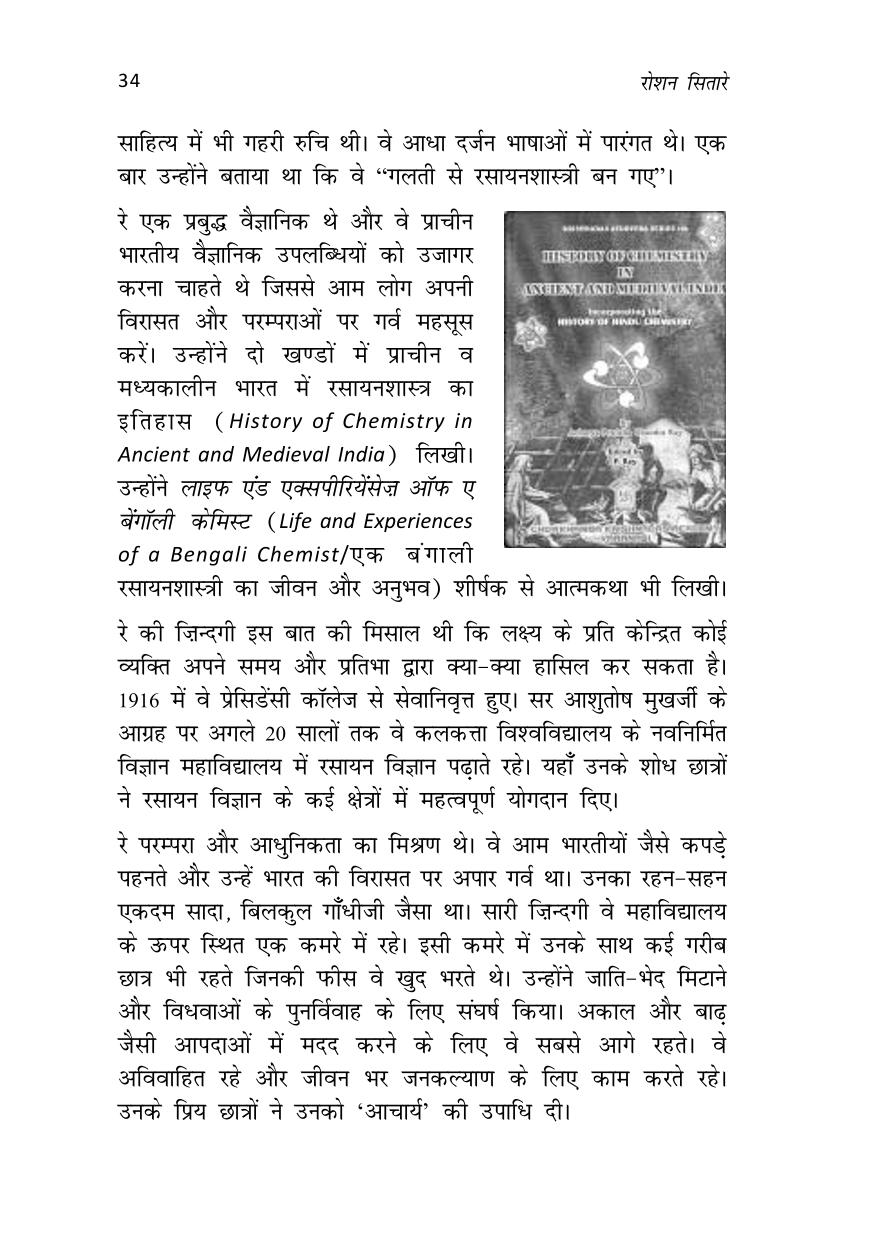 34
रोशन सितारे
साहित्य में भी गहरी रुचि थी। वे आधा दर्जन भाषाओं में पारंगत थे। एक
बार उन्होंने बताया था कि वे “गलती से रसायनशास्त्री बन गए”।
रे एक प्रबुद्ध वैज्ञानिक थे और वे प्राचीन
भारतीय वैज्ञानिक उपलब्धियों को उजागर
करना चाहते थे जिससे आम लोग अपनी
विरासत और परम्पराओं पर गर्व महसूस
करें। उन्होंने दो खण्डों में प्राचीन व
मध्यकालीन भारत में रसायनशास्त्र का
इतिहास (History of Chemistry in
Ancient and Medieval India) लिखी।
उन्होंने लाइफ एंड एक्सपीरियेंसेज़ ऑफ ए
बेंगॉली केमिस्ट (Life and Experiences
of a Bengali Chemist/एक बंगाली
रसायनशास्त्री का जीवन और अनुभव) शीर्षक से आत्मकथा भी लिखी।
HISTORY OF CHEMISTRY
IN
ANCIENT AND MEDIEVAL INDIA
Incorporating the
HISTORY OF HINDU CHEMISTRY
by
Acharya Ray
Edited by
P. Ray
रे की ज़िन्दगी इस बात की मिसाल थी कि लक्ष्य के प्रति केन्द्रित कोई
व्यक्ति अपने समय और प्रतिभा द्वारा क्या-क्या हासिल कर सकता है।
1916 में वे प्रेसिडेंसी कॉलेज से सेवानिवृत्त हुए। सर आशुतोष मुखर्जी के
आग्रह पर अगले 20 सालों तक वे कलकत्ता विश्वविद्यालय के नवनिर्मित
विज्ञान महाविद्यालय में रसायन विज्ञान पढ़ाते रहे। यहाँ उनके शोध छात्रों
ने रसायन विज्ञान के कई क्षेत्रों में महत्वपूर्ण योगदान दिए।
रे परम्परा और आधुनिकता का मिश्रण थे। वे आम भारतीयों जैसे कपड़े
पहनते और उन्हें भारत की विरासत पर अपार गर्व था। उनका रहन-सहन
एकदम सादा, बिलकुल गाँधीजी जैसा था। सारी ज़िन्दगी वे महाविद्यालय
के ऊपर स्थित एक कमरे में रहे। इसी कमरे में उनके साथ कई गरीब
छात्र भी रहते जिनकी फीस वे खुद भरते थे। उन्होंने जाति-भेद मिटाने
और विधवाओं के पुनर्विवाह के लिए संघर्ष किया। अकाल और बाढ़
जैसी आपदाओं में मदद करने के लिए वे सबसे आगे रहते। वे
अविवाहित रहे और जीवन भर जनकल्याण के लिए काम करते रहे।
उनके प्रिय छात्रों ने उनको ‘आचार्य’ की उपाधि दी।